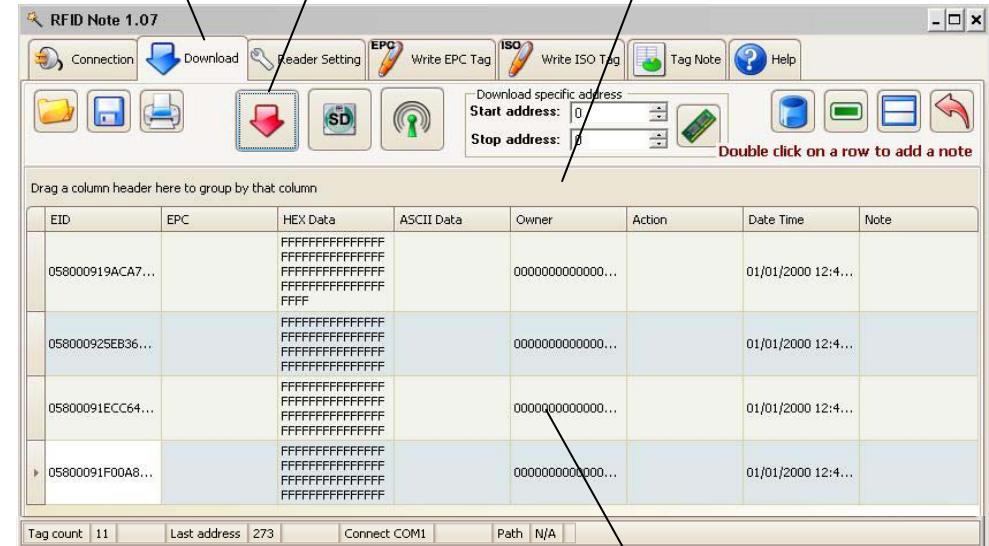 RFID Note 1.07
Connection
Download
Reader Setting
EPC
Write EPC Tag
ISO
Write ISO Tag
Tag Note
Help
SD
Download specific address
Start address: 0
Stop address: 0
Double click on a row to add a note
Drag a column header here to group by that column
EID EPC HEX Data ASCII Data Owner Action Date Time Note
FFFFFFFFFFFFFFF
FFFFFFFFFFFFFFF
058000919ACA7... FFFFFFFFFFFFFFF 0000000000000... 01/01/2000 12:4...
FFFFFFFFFFFFFFF
FFFF
FFFFFFFFFFFFFFF
FFFFFFFFFFFFFFF
058000925EB36... FFFFFFFFFFFFFFF 0000000000000... 01/01/2000 12:4...
FFFFFFFFFFFFFFF
FFFFFFFFFFFFFFF
FFFFFFFFFFFFFFF
05800091ECC64... FFFFFFFFFFFFFFF 0000000000000... 01/01/2000 12:4...
FFFFFFFFFFFFFFF
FFFFFFFFFFFFFFF
FFFFFFFFFFFFFFF
05800091F00A8... FFFFFFFFFFFFFFF 0000000000000... 01/01/2000 12:4...
FFFFFFFFFFFFFFF
Tag count 11 Last address 273 Connect COM1 Path N/A